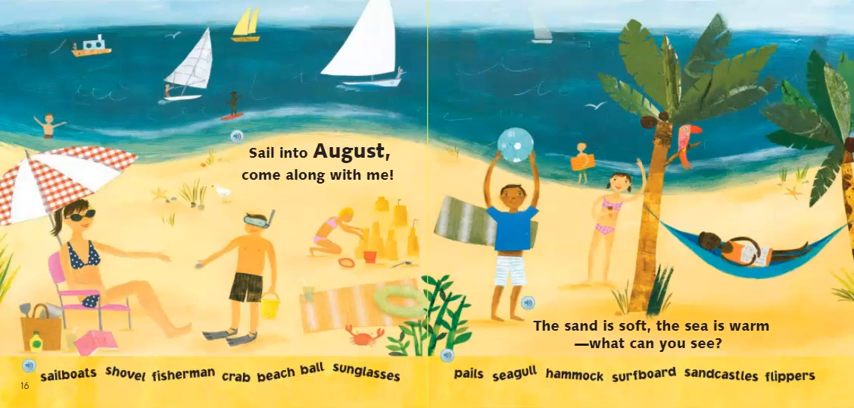 Sail into August,
come along with me!
The sand is soft, the sea is warm
—what can you see?
16
sailboats shovel fisherman crab beach ball sunglasses
pails seagull hammock surfboard sandcastles flippers